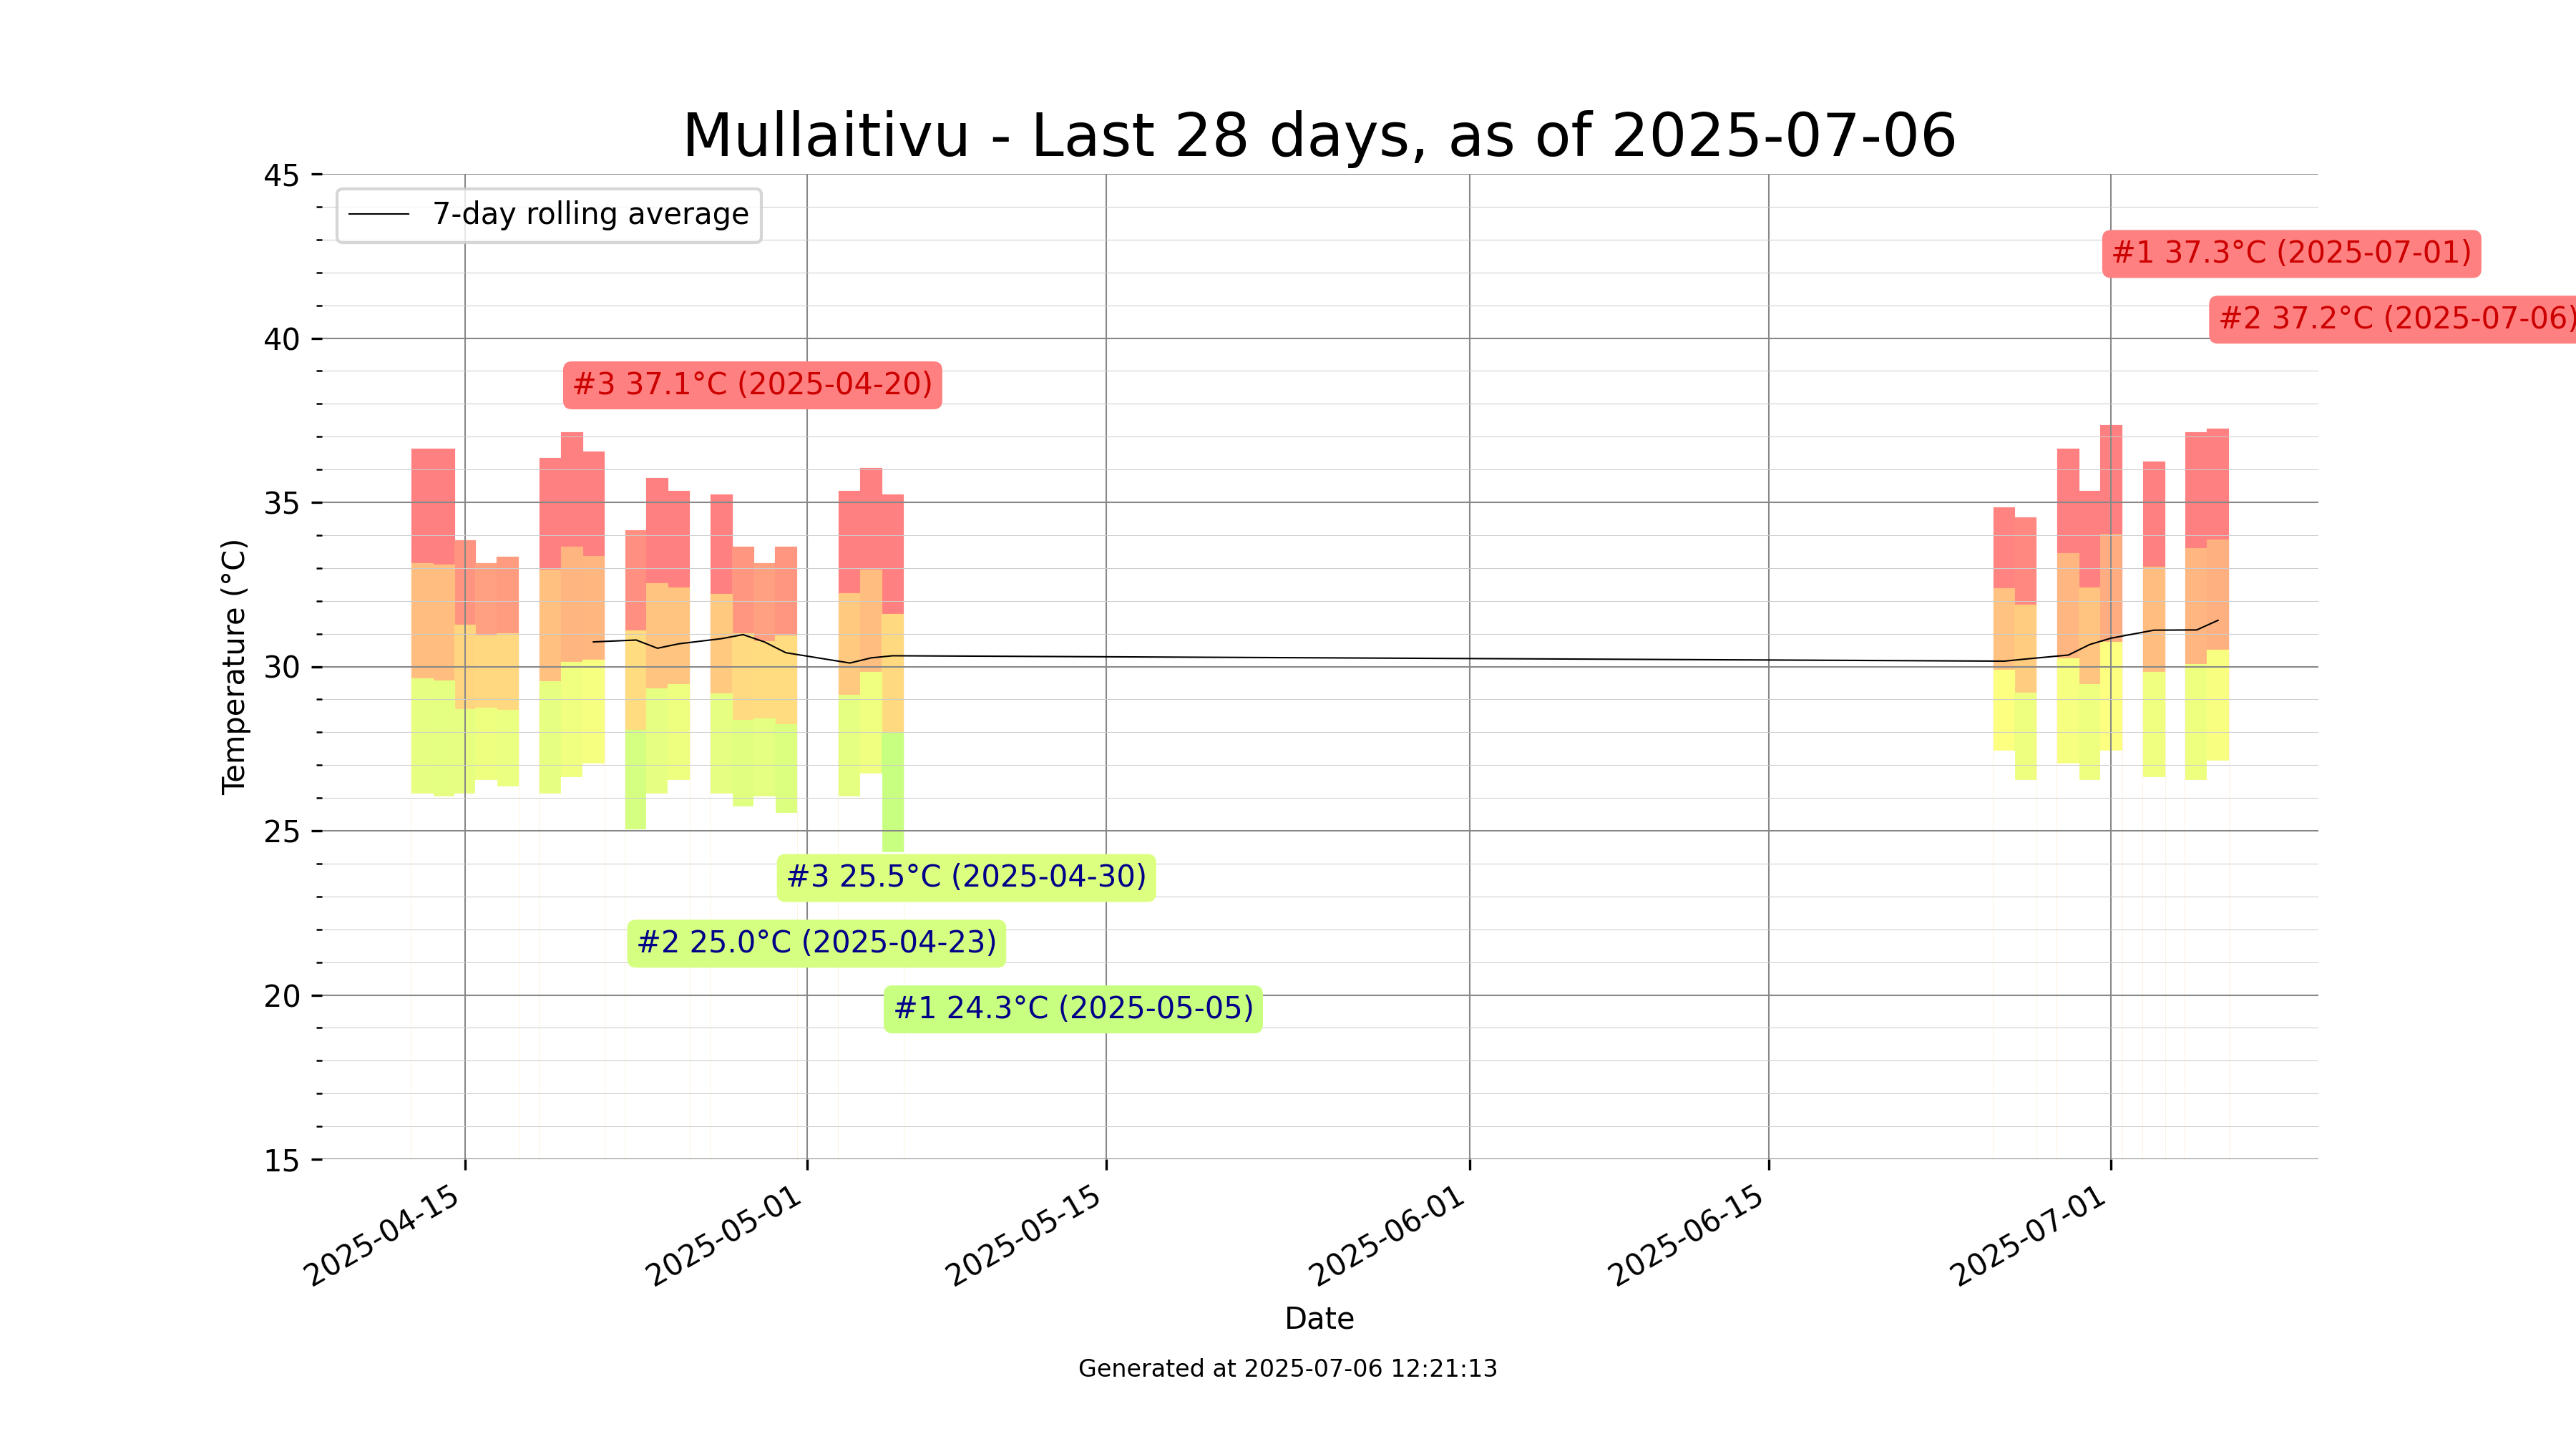 Mullaitivu - Last 28 days, as of 2025-07-06
45
7-day rolling average
#1 37.3°C (2025-07-01)
#2 37.2°C (2025-07-06)
40
#3 37.1°C (2025-04-20)
35
30
Temperature (°C)
25
#3 25.5°C (2025-04-30)
#2 25.0°C (2025-04-23)
20
#1 24.3°C (2025-05-05)
15
2025-04-15
2025-05-01
2025-05-15
2025-06-01
2025-06-15
2025-07-01
Date
Generated at 2025-07-06 12:21:13